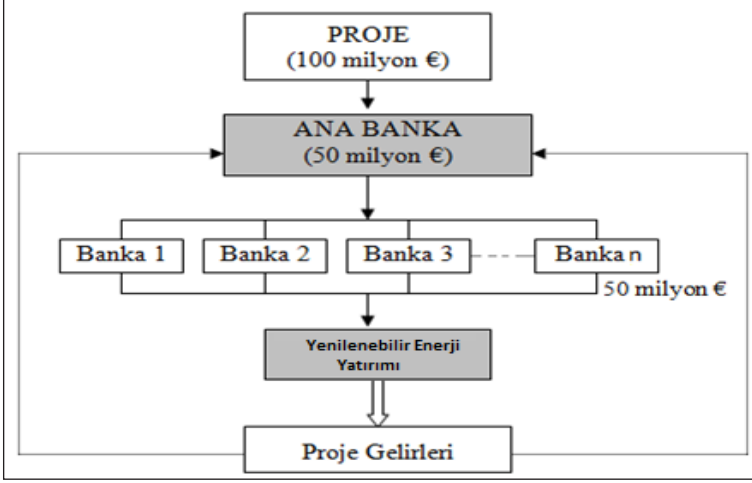 PROJE
(100 milyon €)
ANA BANKA
(50 milyon €)
Banka 1
Banka 2
Banka 3
Banka n
50 milyon €
Yenilenebilir Enerji
Yatırımı
Proje Gelirleri